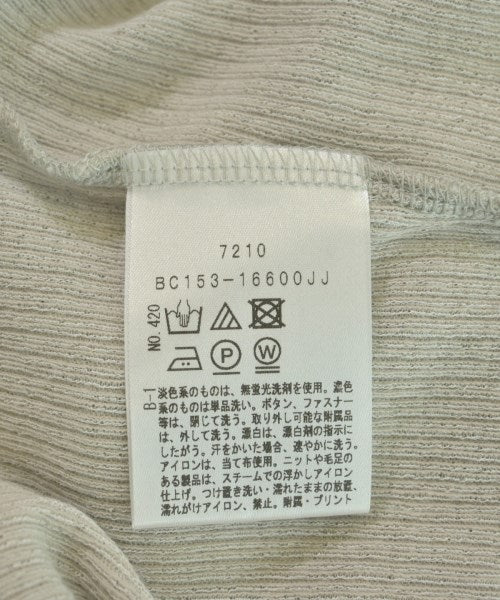 7210
BC153-16600JJ
NO.420
P
W
B-1
淡色系のものは、無蛍光洗剤を使用。濃色
系のものは単品洗い。ボタン、ファスナー
等は、閉じて洗う。取り外し可能な附属品
は、外して洗う。漂白は、漂白剤の指示に
したがう。汗をかいた場合、速やかに洗う。
アイロンは、当て布使用。ニットや毛足の
ある製品は、スチームでの浮かしアイロン
仕上げ。つけ置き洗い・濡れたままの放置、
濡れがけアイロン、禁止。附属・プリント